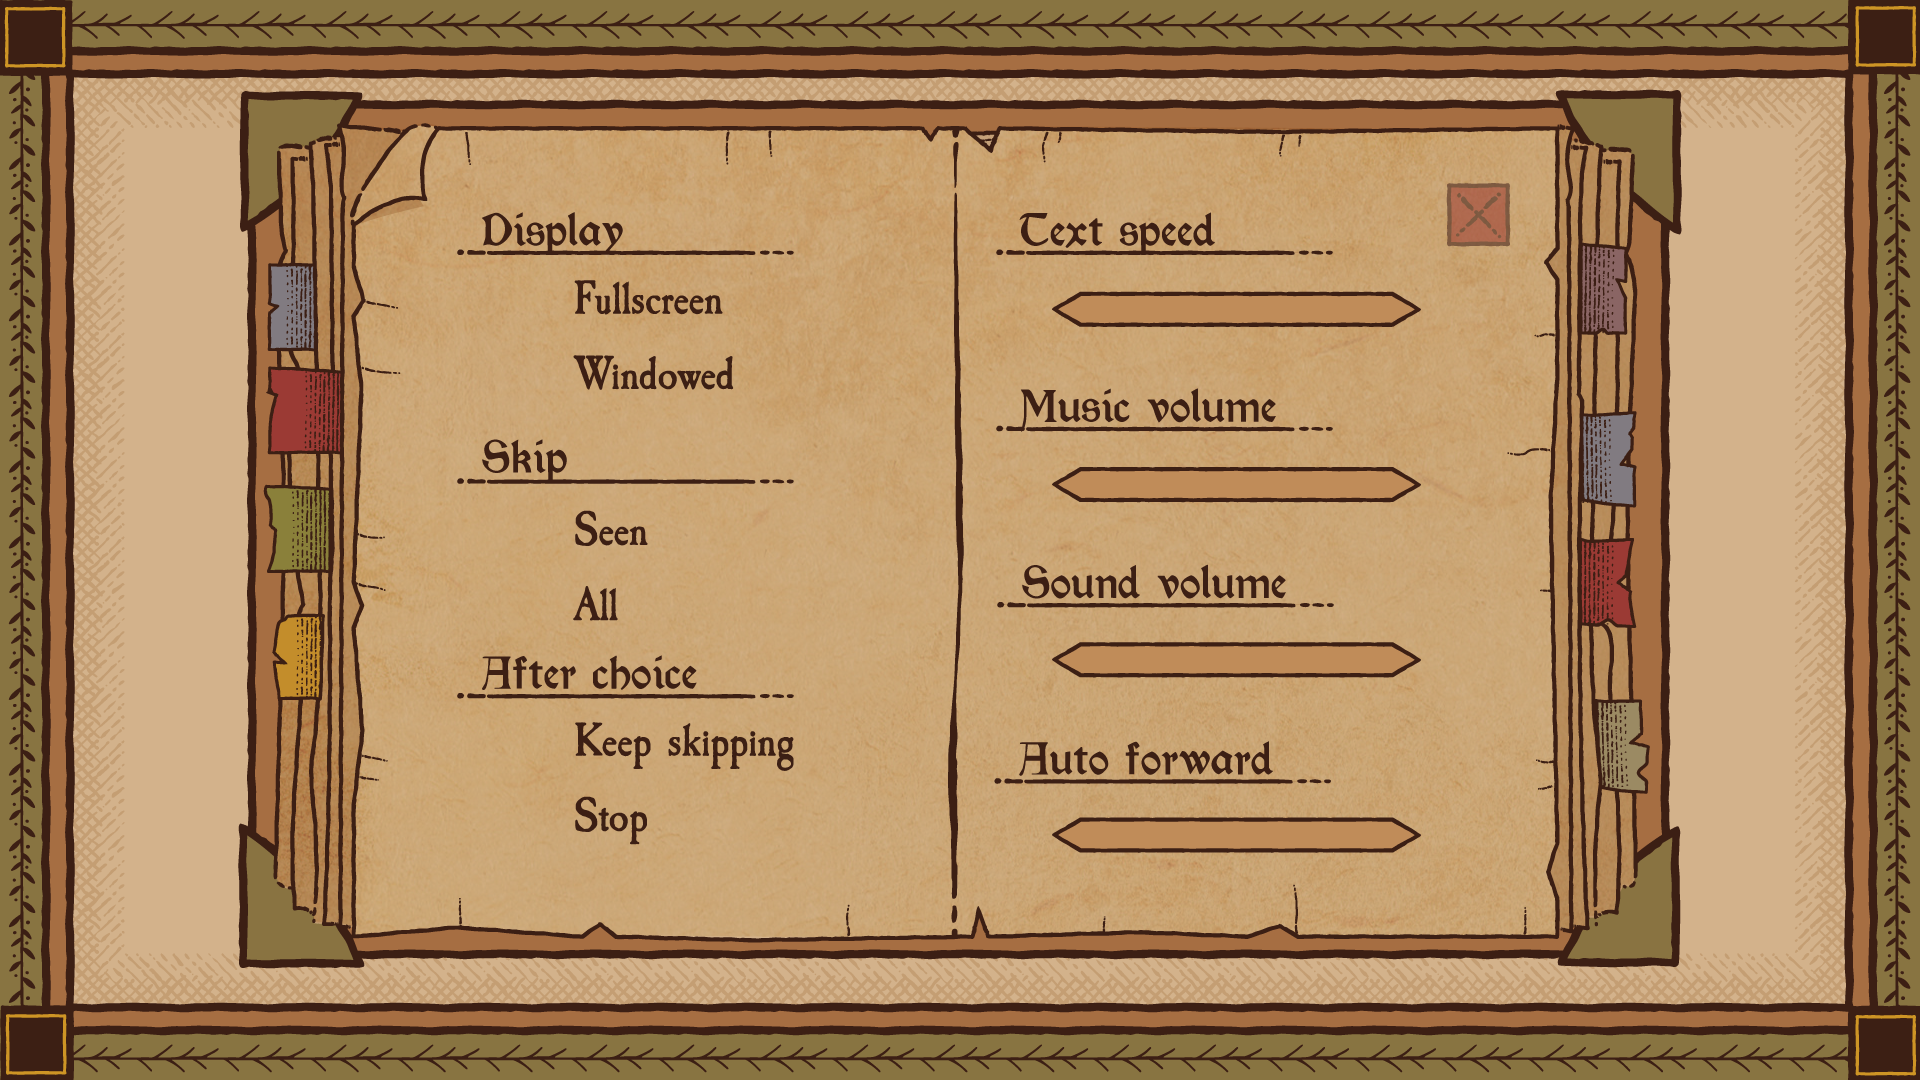 Display
Fullscreen
Windowed
Skip
Seen
All
After choice
Keep skipping
Stop
Text speed
Music volume
Sound volume
Auto forward